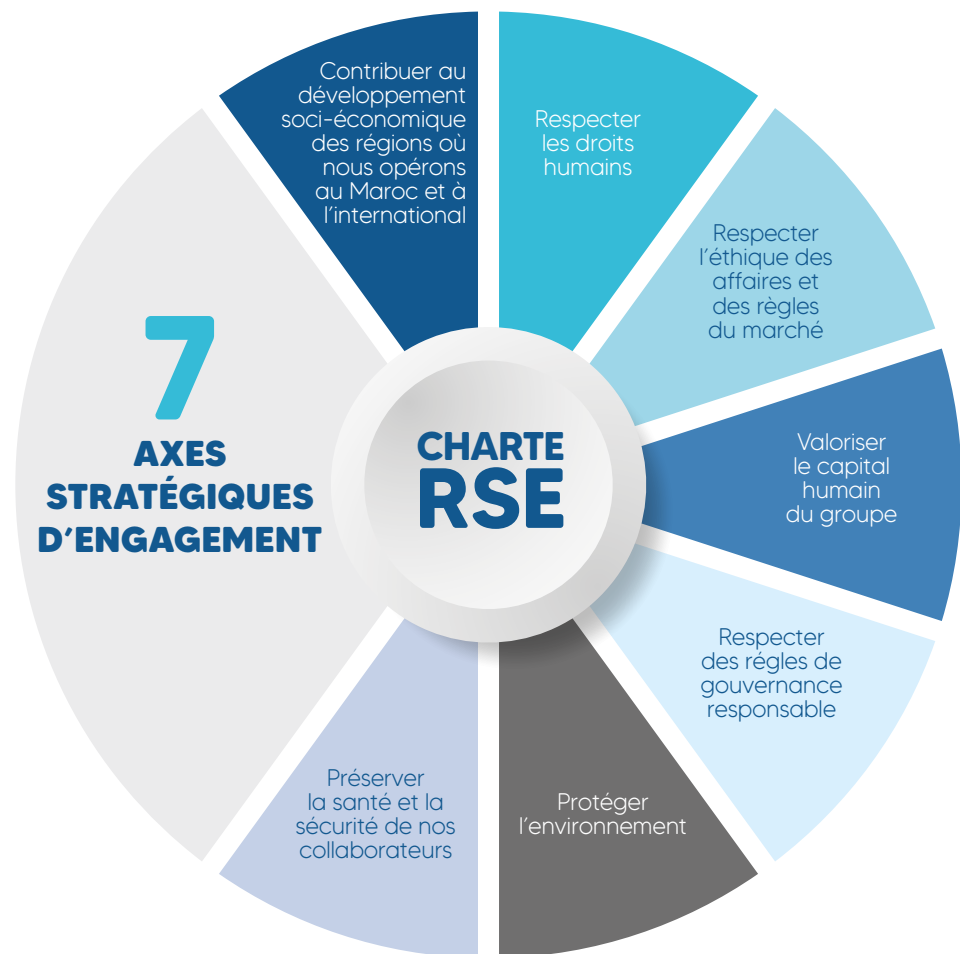 Contribuer au
développement
soci-économique
des régions où
nous opérons
au Maroc et à
l'international
Respecter
les droits
humains
Respecter
l'éthique des
affaires et
des règles
du marché
Valoriser
le capital
humain
du groupe
Respecter
des régles de
gouvernance
responsable
Protéger
l'environnement
Préserver
la santé et la
sécurité de nos
collaborateurs
7
AXES
STRATÉGIQUES
D'ENGAGEMENT
CHARTE
RSE